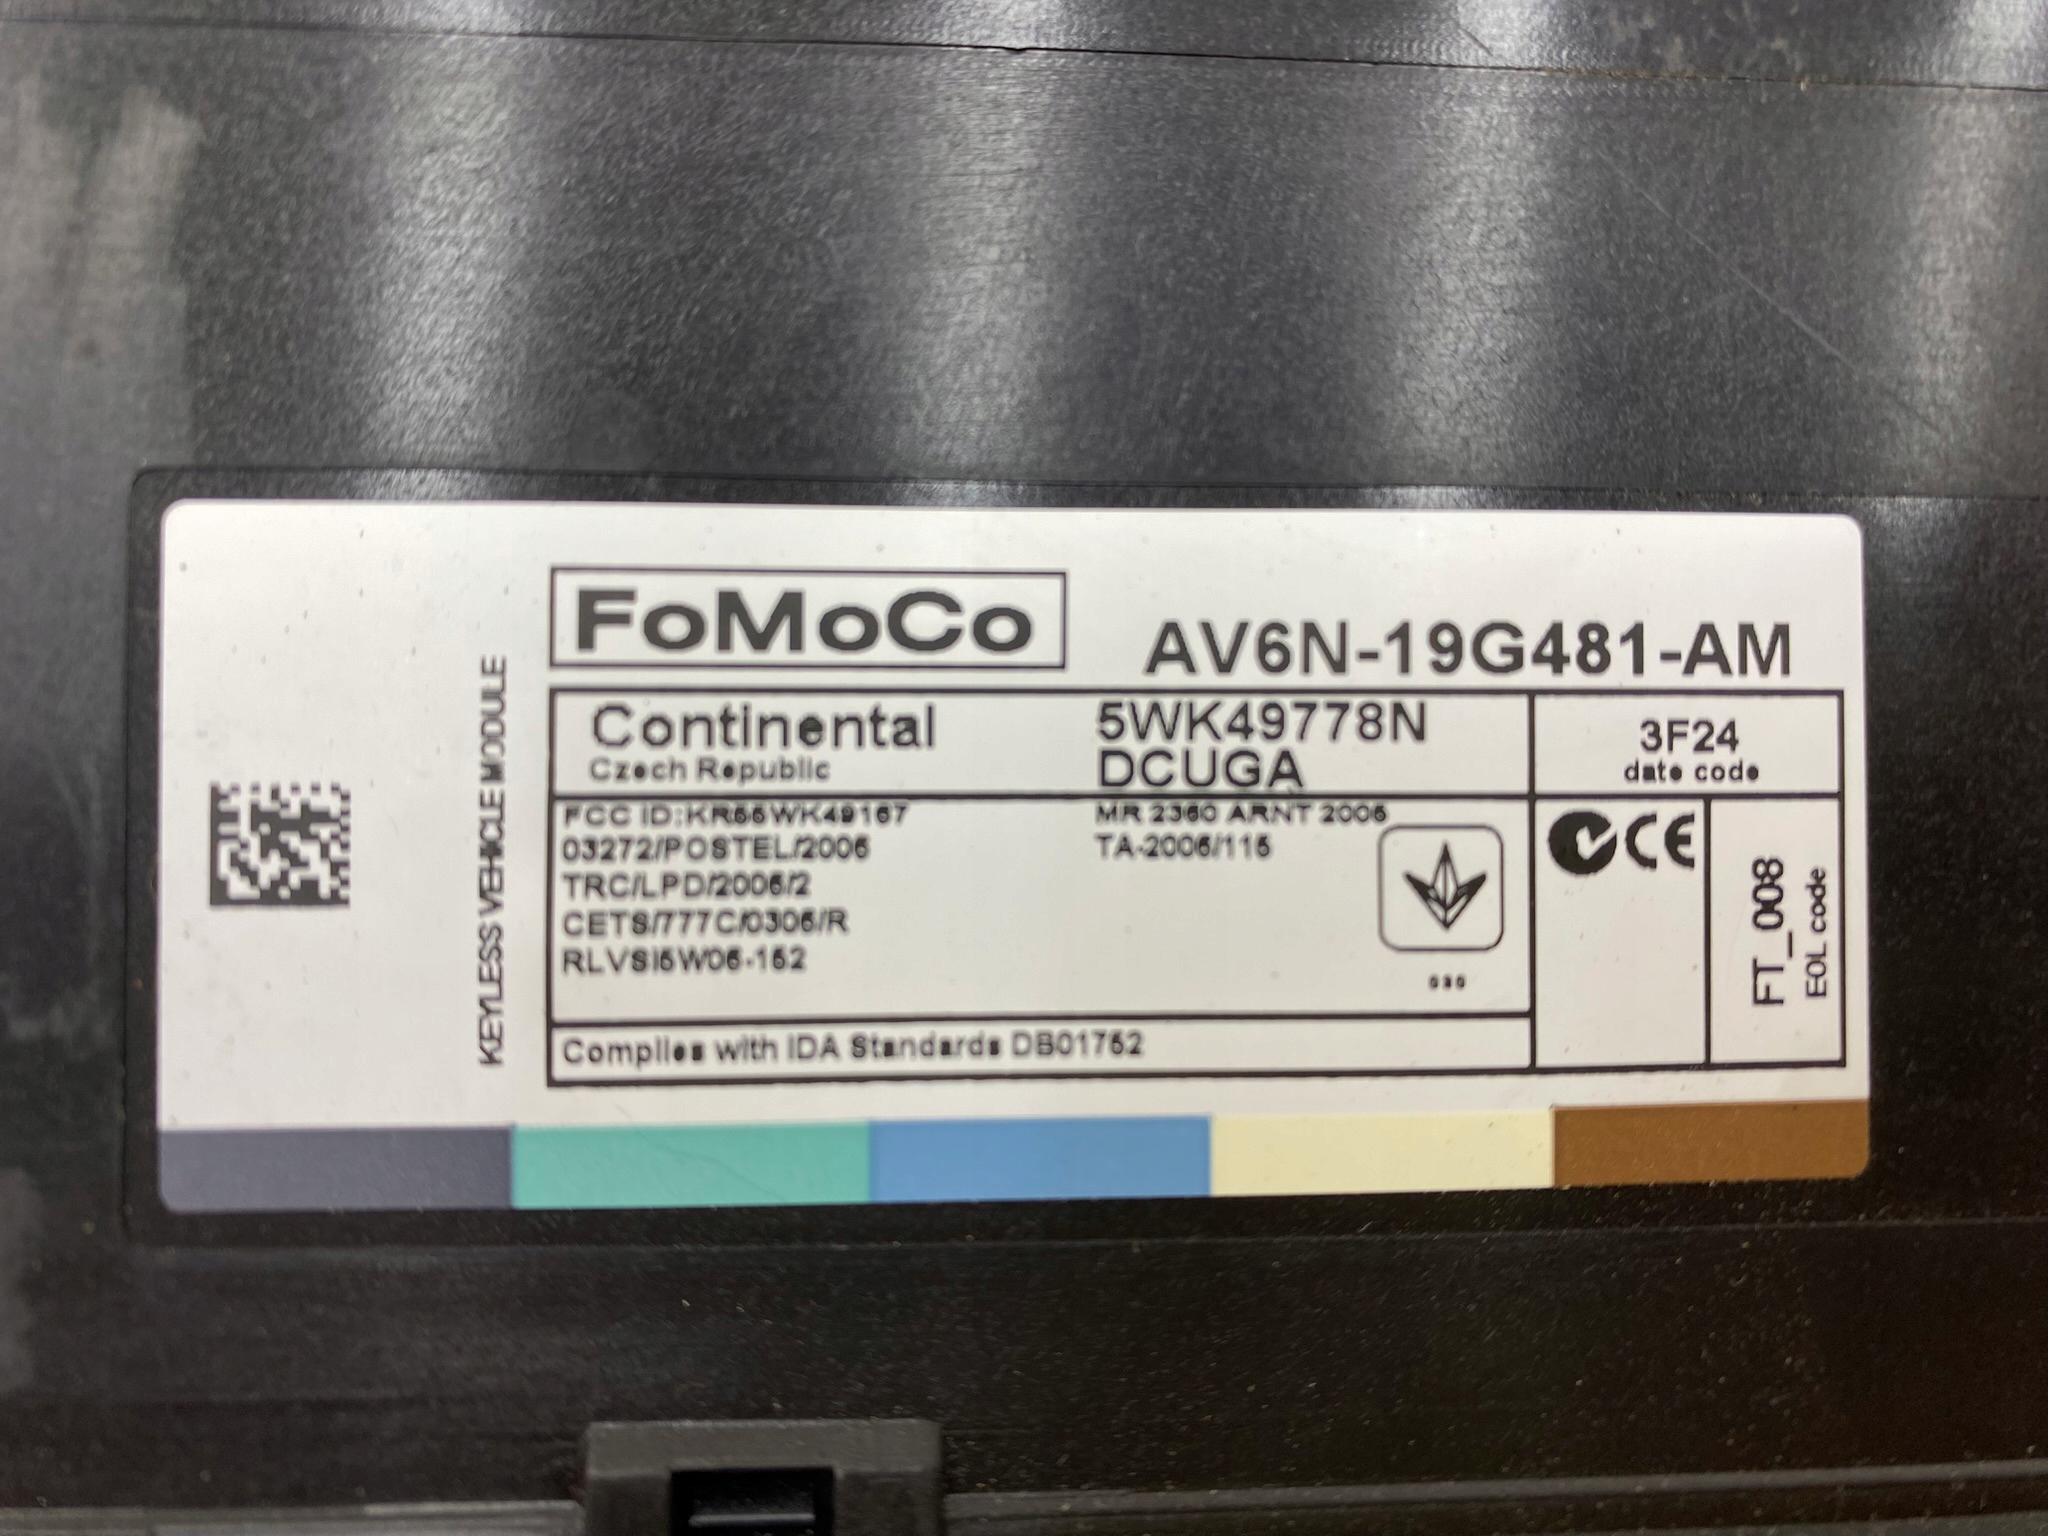 FoMoCo
AV6N-19G481-AM
KEYLESS VEHICLE MODULE
Continental
Czech Republic
5WK49778N
DCUGA
3F24
date code
FCC ID:KR55WK49167
03272/POSTEL/2006
TRC/LPD/2006/2
CETS/777C/0306/R
RLVSI5W06-152
MR 2360 ARNT 2006
TA-2006/115
CE
FT_008
EOL code
Complies with IDA Standards DB01752